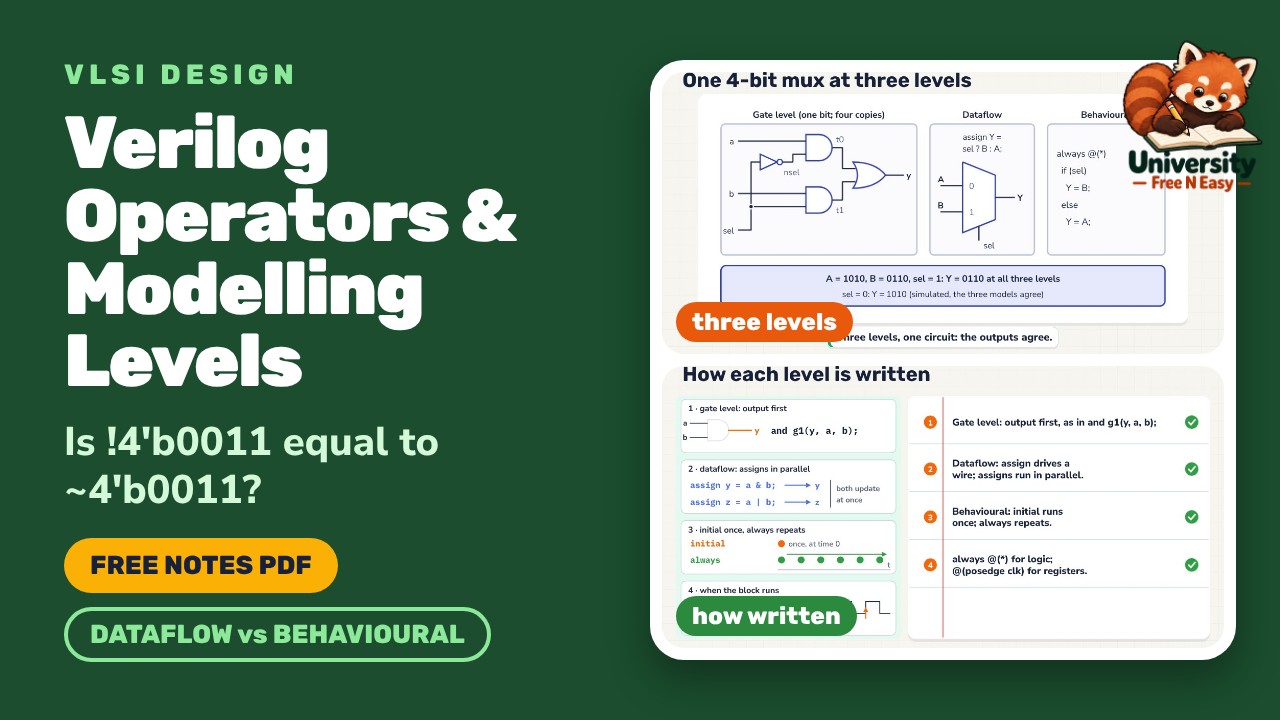 VLSI DESIGN
Verilog
Operators &
Modelling
Levels
Is !4'b0011 equal to
~4'b0011?
FREE NOTES PDF
DATAFLOW vs BEHAVIOURAL
One 4-bit mux at three levels
Gate level (one bit; four copies)
a
b
sel
nsel
t0
t1
y
Dataflow
assign Y =
sel ? B : A;
A
B
0
1
Y
sel
always @(*)
if (sel)
Y = B;
else
Y = A;
A = 1010, B = 0110, sel = 1: Y = 0110 at all three levels
sel = 0: Y = 1010 (simulated, the three models agree)
three levels
levels, one circuit: the outputs agree.
University
Free N Easy
How each level is written
1 · gate level: output first
a
b
y
and g1(y, a, b);
2 · dataflow: assigns in parallel
assign y = a & b;
y
assign z = a | b;
z
both update
at once
3 · initial once, always repeats
initial
once, at time 0
always
t
4 · when the block runs
how written
1
Gate level: output first, as in and g1(y, a, b);
2
Dataflow: assign drives a
wire; assigns run in parallel.
3
Behavioural: initial runs
once; always repeats.
4
always @(*) for logic;
@(posedge clk) for registers.